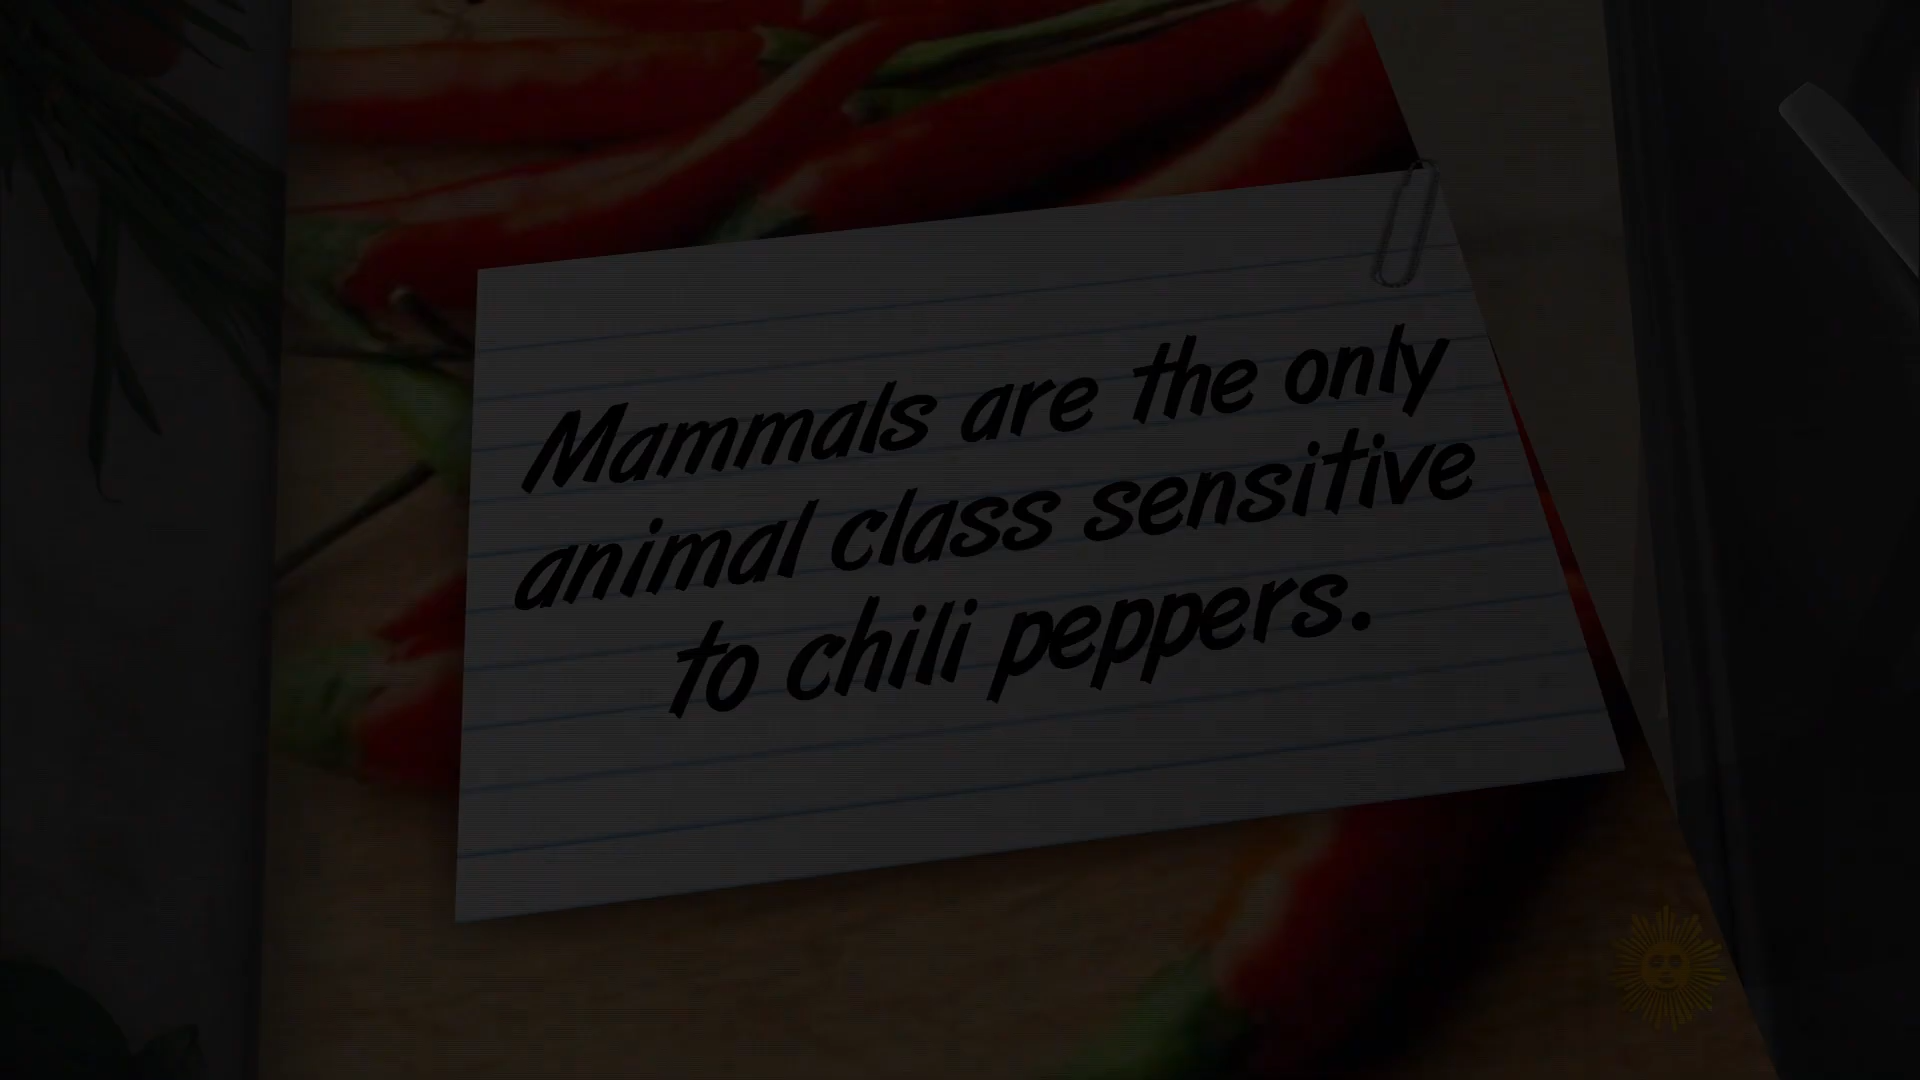 Mammals are the only
animal class sensitive
to chili peppers.